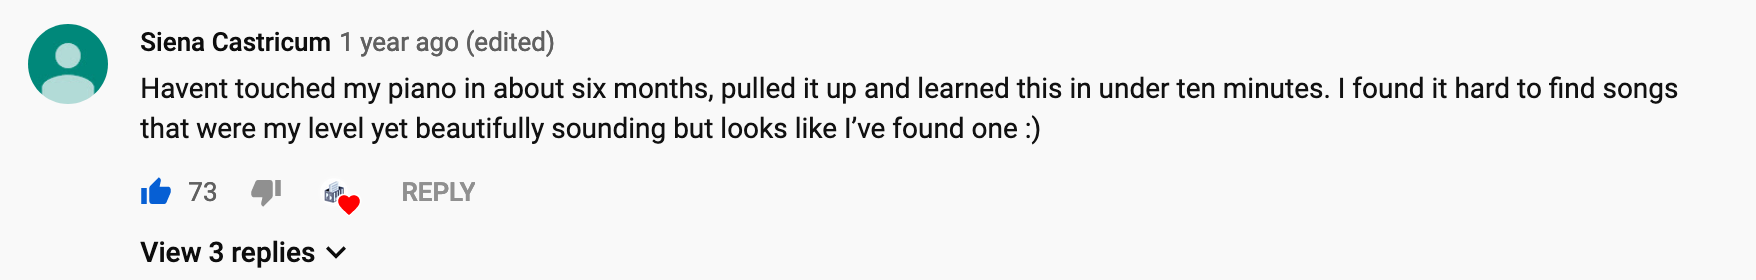 Siena Castricum 1 year ago (edited)
Havent touched my piano in about six months, pulled it up and learned this in under ten minutes. I found it hard to find songs
that were my level yet beautifully sounding but looks like I’ve found one :)
73 REPLY
View 3 replies